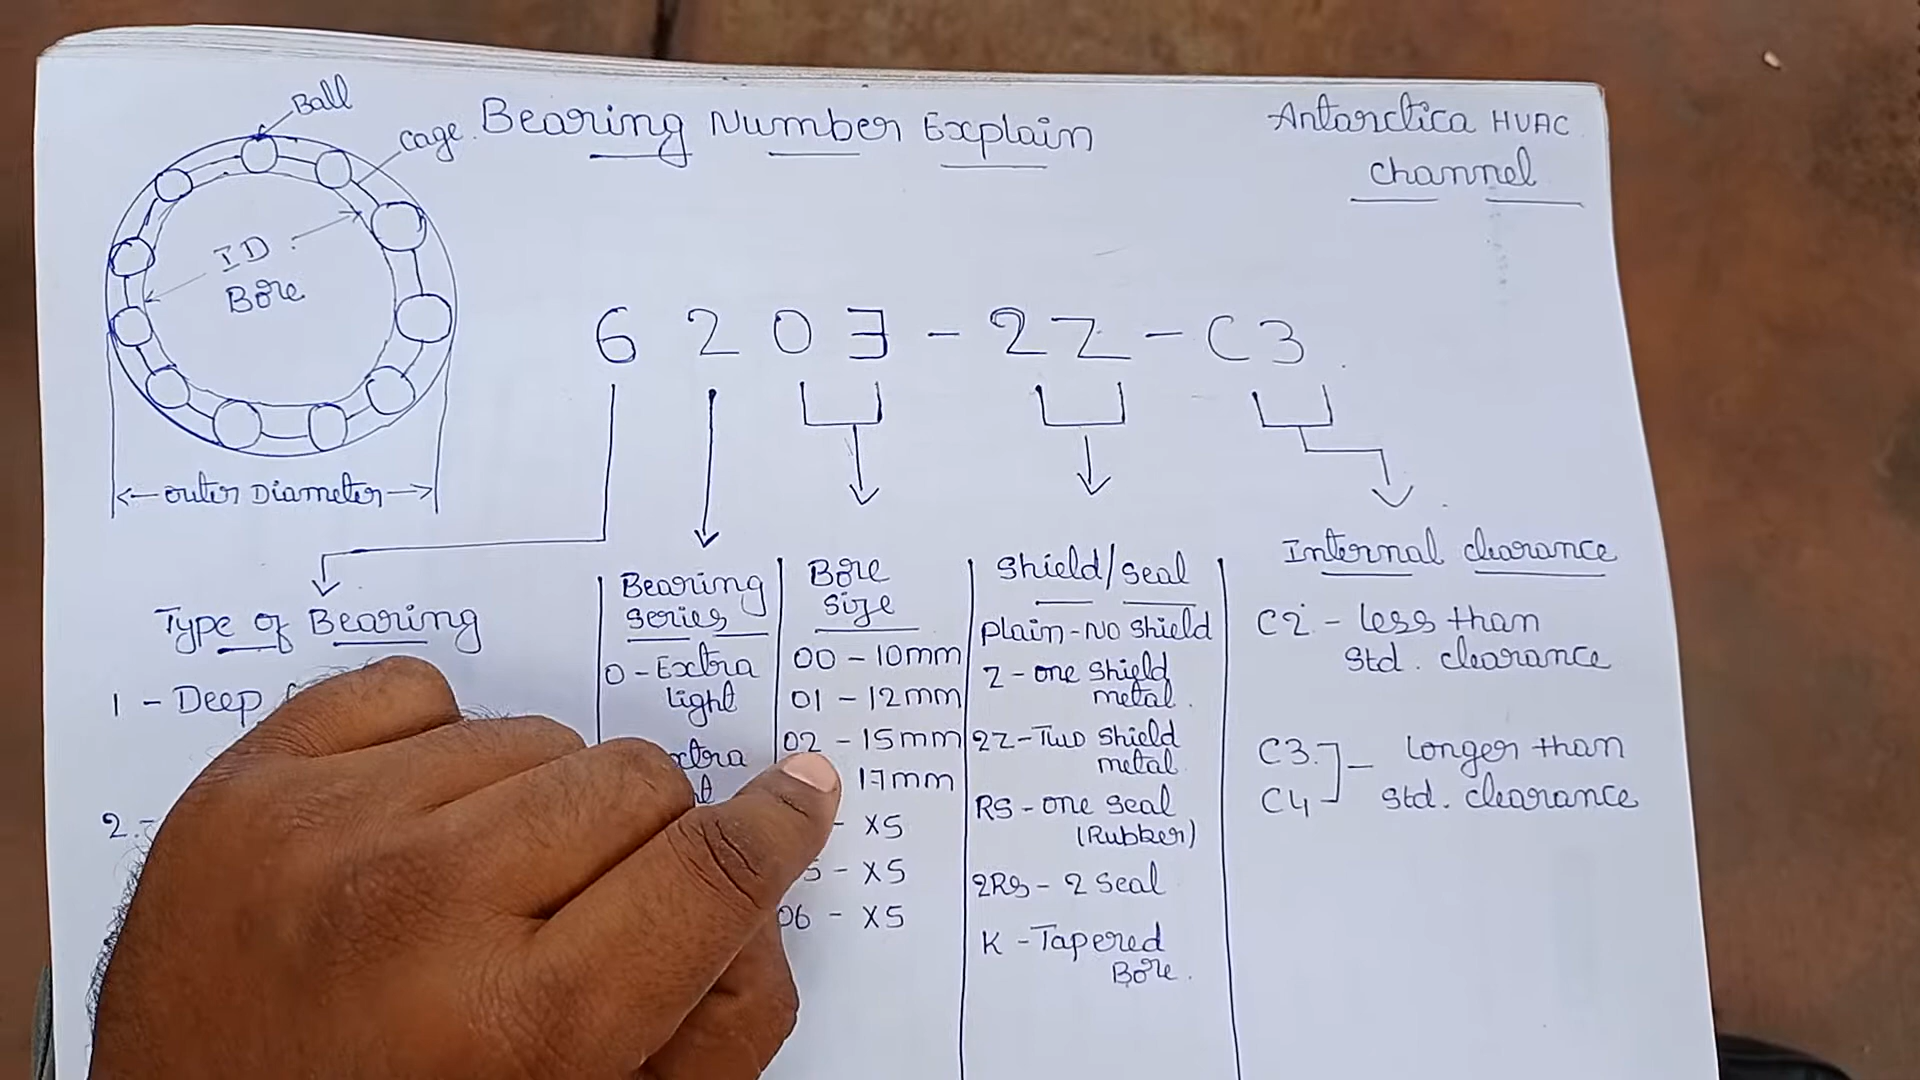 Ball
cage.
Bearing Number Explain
Antarctica HVAC
channel
ID
Bore
6 2 0 3 - 2Z - C3
← outer Diameter →
Type of Bearing
1 - Deep
2.-
Bearing
series
0 - Extra
light
Bore
Size
00 - 10mm
01 - 12mm
02 - 15mm
17mm
- X5
- X5
06 - X5
Shield/Seal
plain - No Shield
Z - one shield
metal.
2Z - Two shield
metal
RS - one seal
(Rubber)
2RS - 2 seal
K - Tapered
Bore.
Internal clearance
C2 - less than
Std. clearance
C3
C4
- longer than
Std. clearance